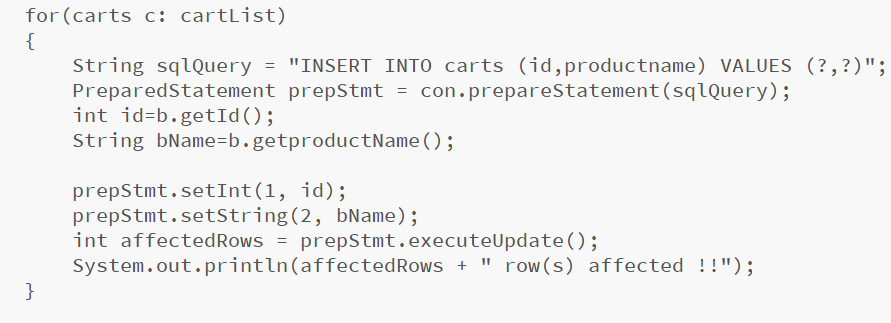 for(carts c: cartList)
{
    String sqlQuery = "INSERT INTO carts (id,productname) VALUES (?,?)";
    PreparedStatement prepStmt = con.prepareStatement(sqlQuery);
    int id=b.getId();
    String bName=b.getproductName();

    prepStmt.setInt(1, id);
    prepStmt.setString(2, bName);
    int affectedRows = prepStmt.executeUpdate();
    System.out.println(affectedRows + " row(s) affected !!");
}